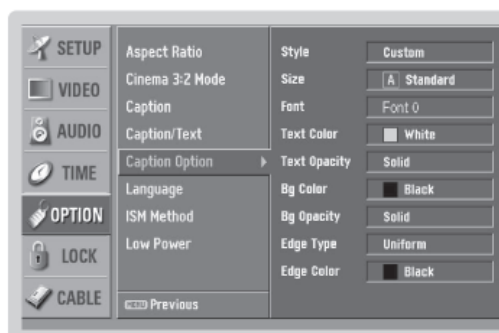 SETUP
VIDEO
AUDIO
TIME
OPTION
LOCK
CABLE
Aspect Ratio
Cinema 3:2 Mode
Caption
Caption/Text
Caption Option
Language
ISM Method
Low Power
MENU Previous
Style Custom
Size A Standard
Font Font 0
Text Color White
Text Opacity Solid
Bg Color Black
Bg Opacity Solid
Edge Type Uniform
Edge Color Black